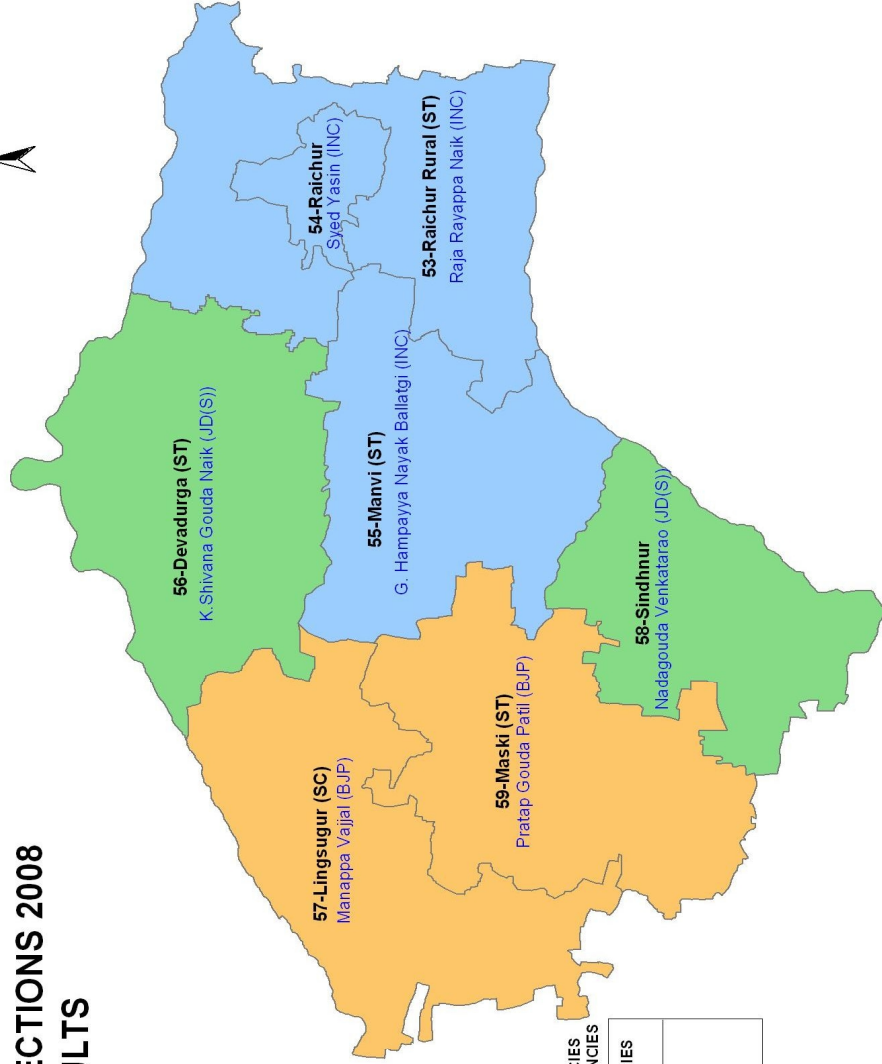 ECTIONS 2008
ULTS
56-Devadurga (ST)
K.Shivana Gouda Naik (JD(S))
54-Raichur
Syed Yasin (INC)
53-Raichur Rural (ST)
Raja Rayappa Naik (INC)
55-Manvi (ST)
G. Hampayya Nayak Ballatgi (INC)
57-Lingsugur (SC)
Manappa Vajjal (BJP)
59-Maski (ST)
Pratap Gouda Patil (BJP)
58-Sindhnur
Nadagouda Venkatarao (JD(S))
CIES
NCIES
IES